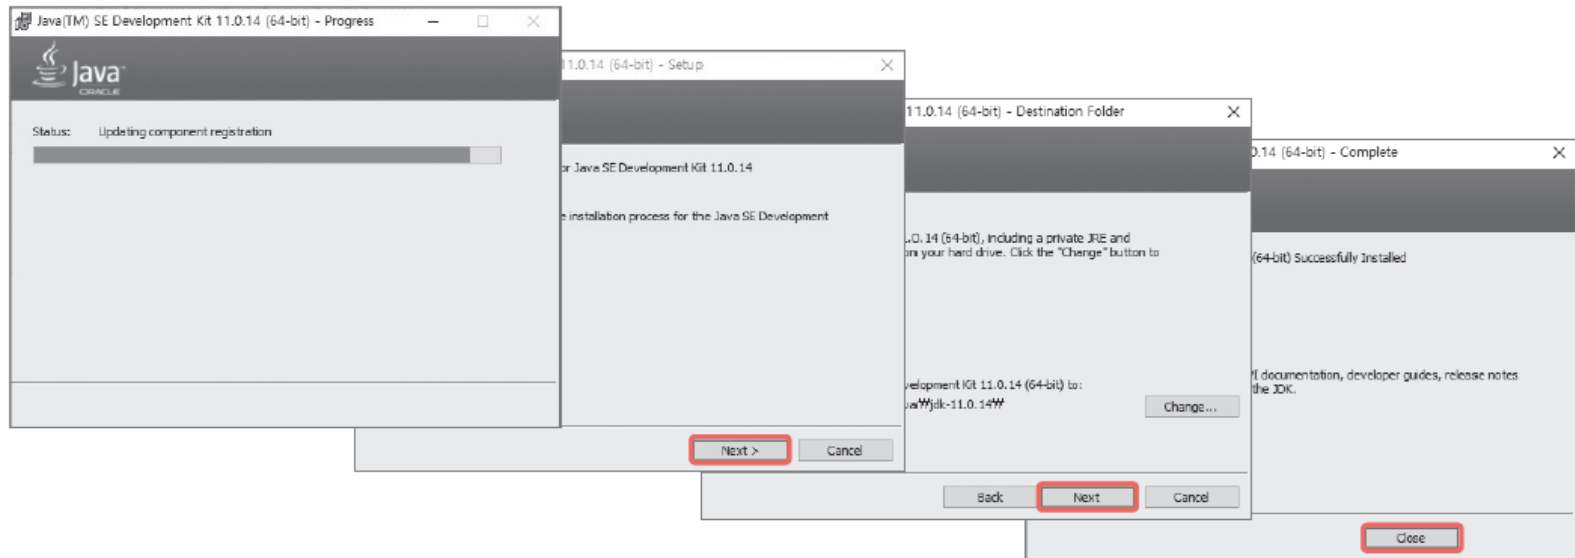 Java(TM) SE Development Kit 11.0.14 (64-bit) - Progress
Java
ORACLE
Status: Updating component registration
11.0.14 (64-bit) - Setup
or Java SE Development Kit 11.0.14
e installation process for the Java SE Development
Next >
Cancel
11.0.14 (64-bit) - Destination Folder
.0.14 (64-bit), including a private JRE and
on your hard drive. Click the "Change" button to
velopment Kit 11.0.14 (64-bit) to:
va₩jdk-11.0.14₩
Change...
Back
Next
Cancel
0.14 (64-bit) - Complete
(64-bit) Successfully Installed
PI documentation, developer guides, release notes
the JDK.
Close